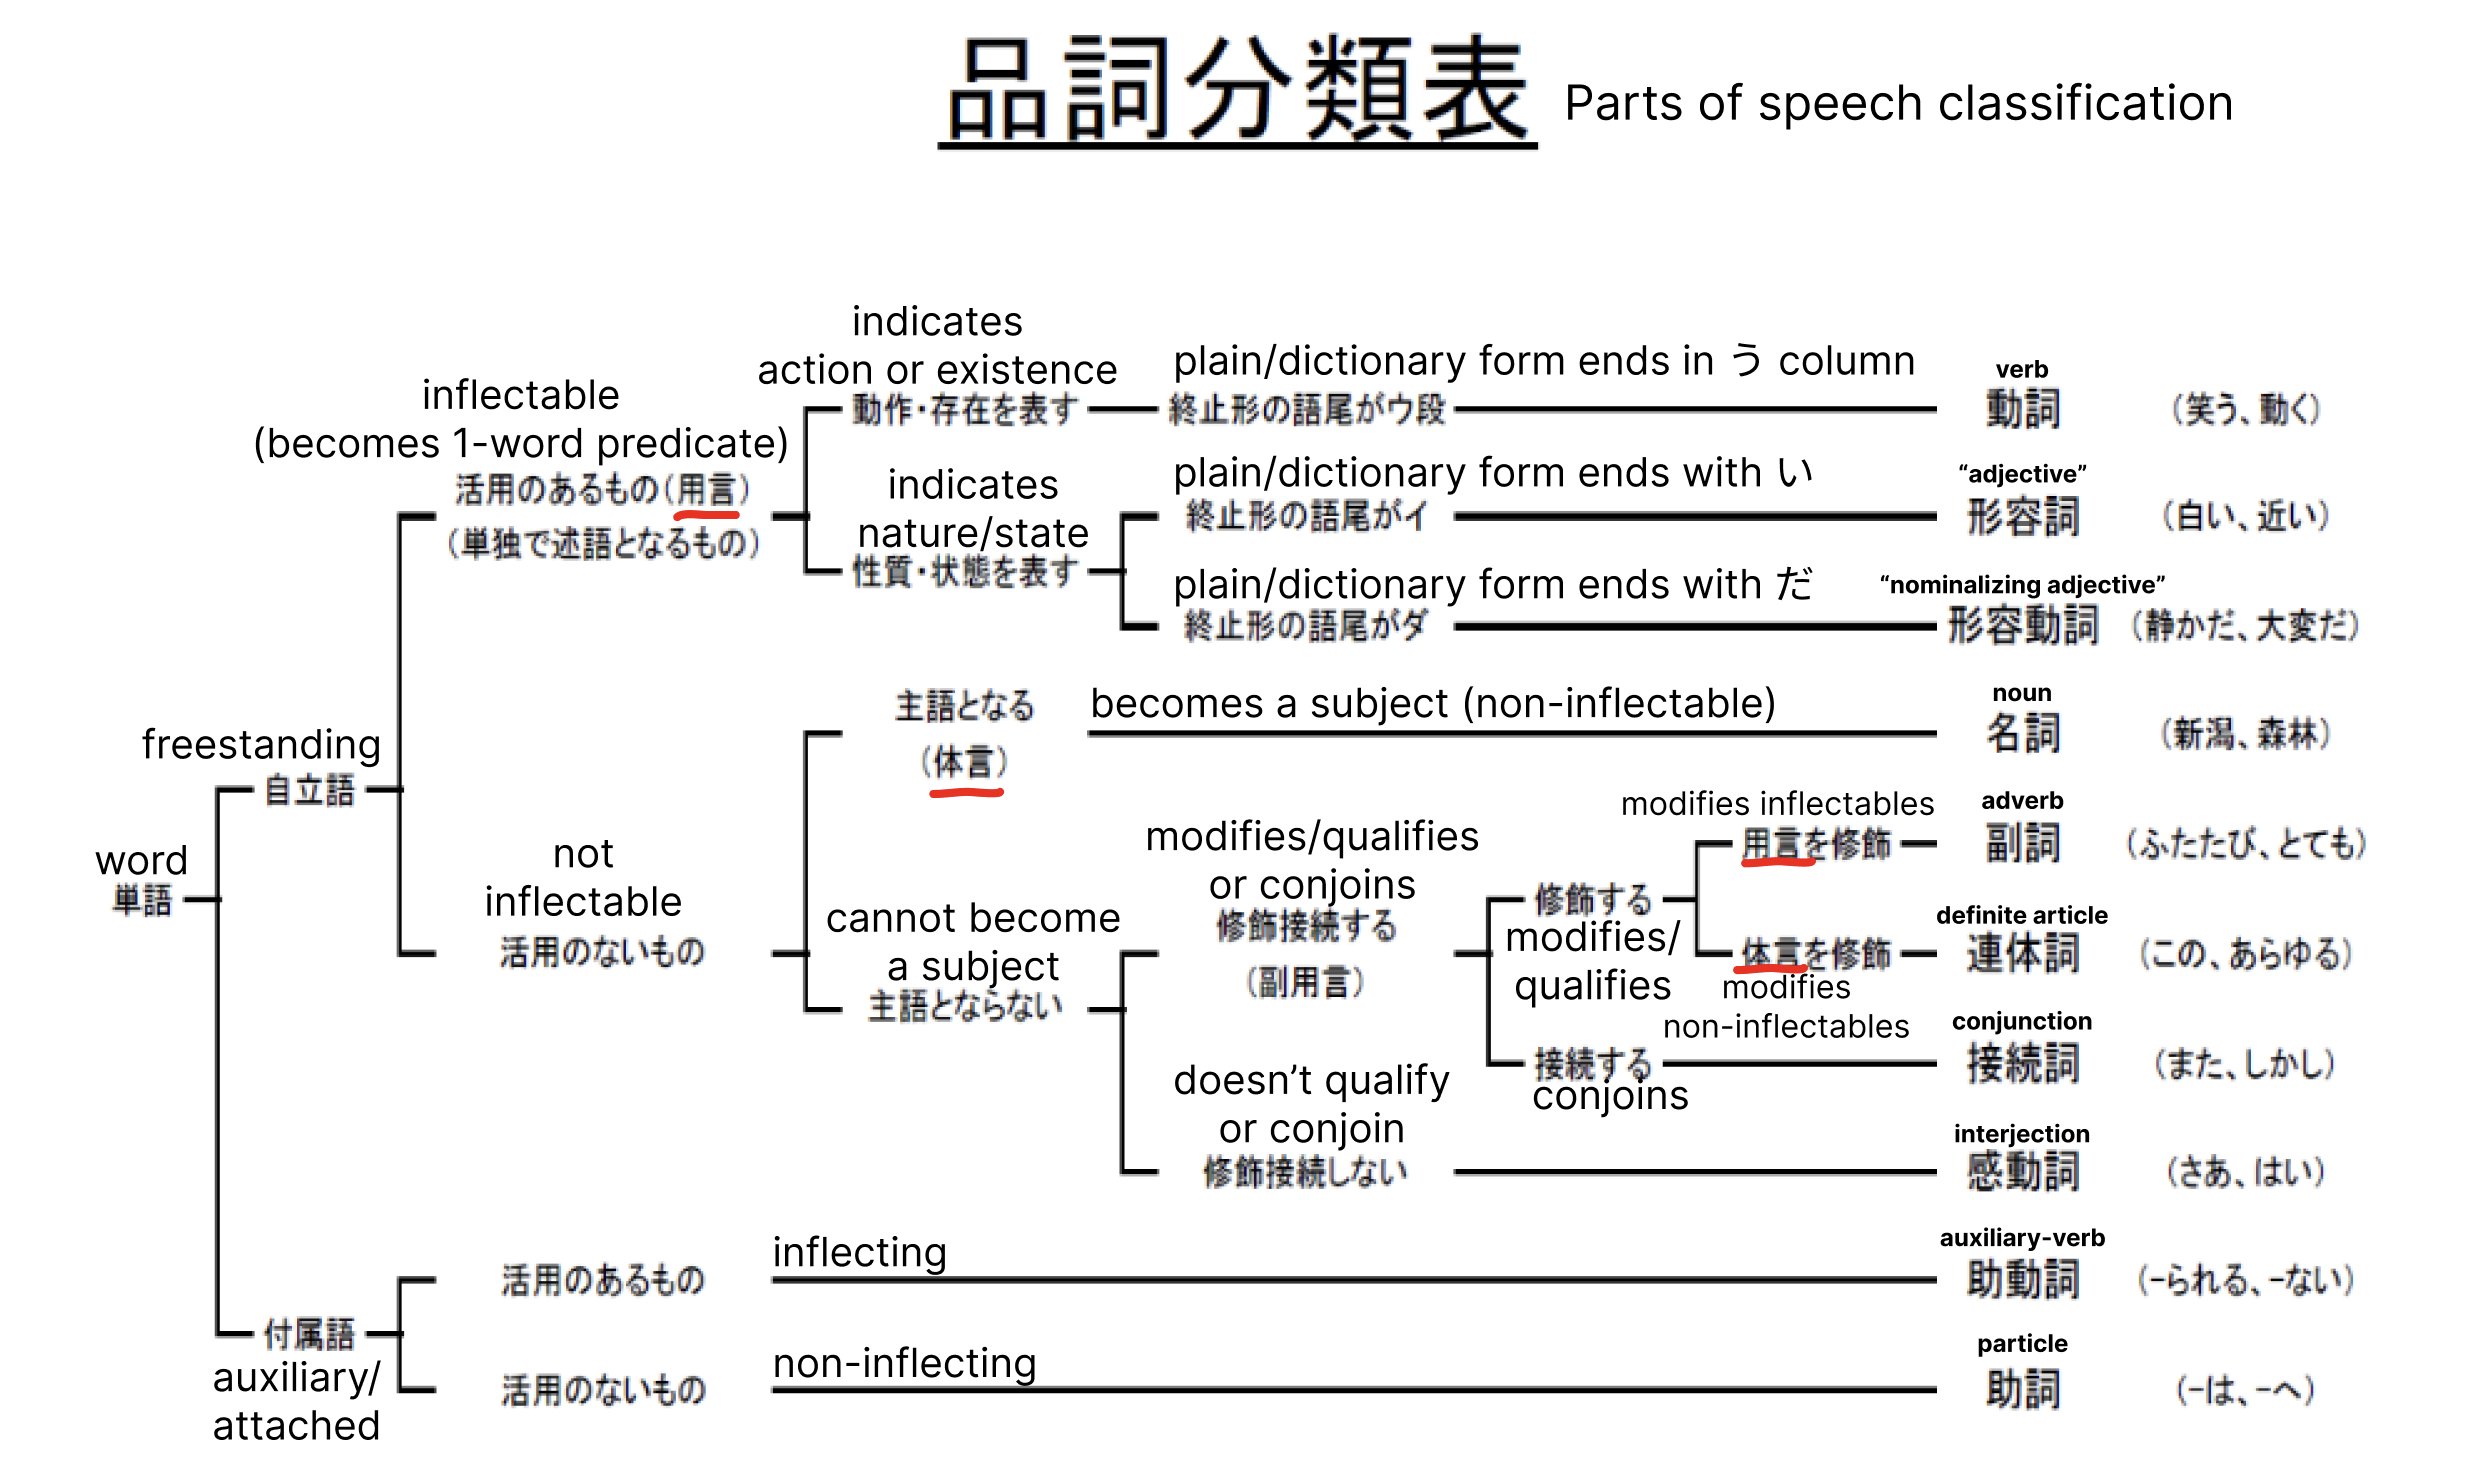 品詞分類表 Parts of speech classification
indicates
action or existence
動作・存在を表す
plain/dictionary form ends in う column
終止形の語尾がウ段
verb
動詞
(笑う、動く)
inflectable
(becomes 1-word predicate)
活用のあるもの(用言)
(単独で述語となるもの)
indicates
nature/state
性質・状態を表す
plain/dictionary form ends with い
終止形の語尾がイ
“adjective”
形容詞
(白い、近い)
plain/dictionary form ends with だ
終止形の語尾がダ
“nominalizing adjective”
形容動詞
(静かだ、大変だ)
主語となる
(体言)
becomes a subject (non-inflectable)
noun
名詞
(新潟、森林)
freestanding
自立語
word
単語
not
inflectable
活用のないもの
cannot become
a subject
主語とならない
modifies/qualifies
or conjoins
修飾接続する
(副用言)
修飾する
modifies/
qualifies
modifies inflectables
用言を修飾
adverb
副詞
(ふたたび、とても)
体言を修飾
modifies
non-inflectables
definite article
連体詞
(この、あらゆる)
接続する
conjoins
conjunction
接続詞
(また、しかし)
doesn’t qualify
or conjoin
修飾接続しない
interjection
感動詞
(さあ、はい)
付属語
auxiliary/
attached
活用のあるもの
inflecting
auxiliary-verb
助動詞
(-られる、-ない)
活用のないもの
non-inflecting
particle
助詞
(-は、-へ)